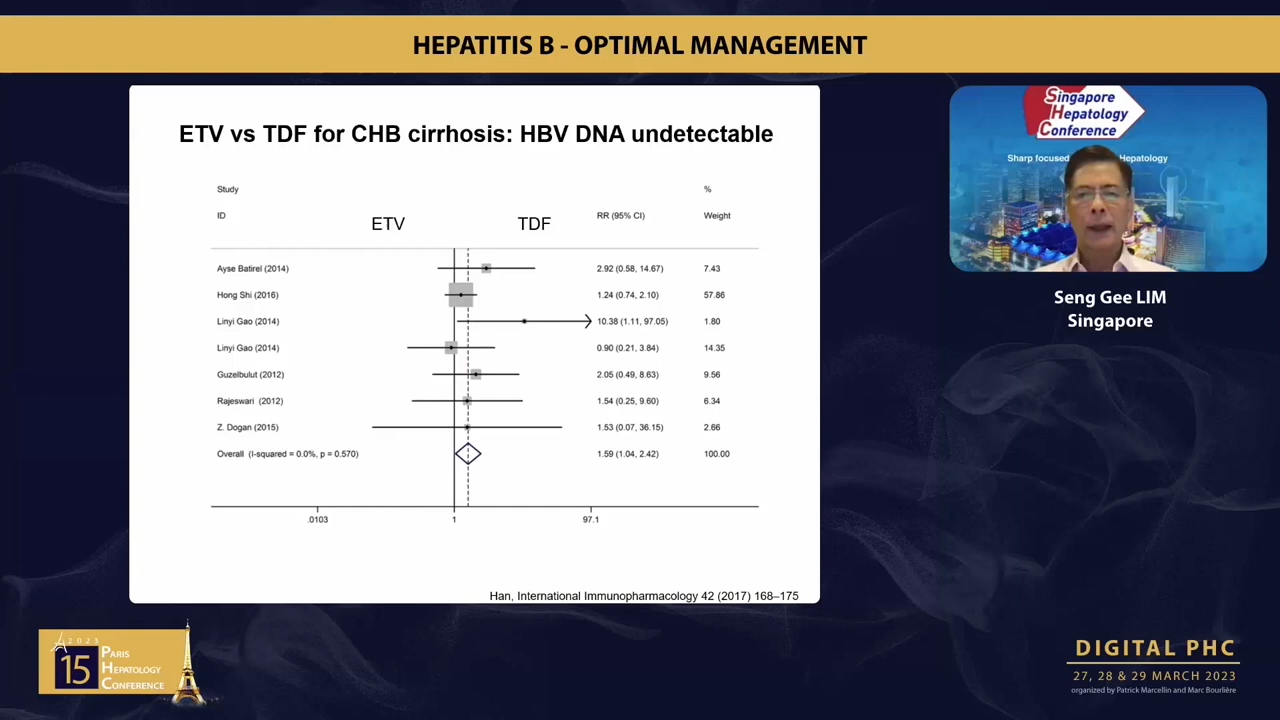 HEPATITIS B - OPTIMAL MANAGEMENT
ETV vs TDF for CHB cirrhosis: HBV DNA undetectable
Study %
ID ETV TDF RR (95% CI) Weight
Ayse Batirel (2014) 2.92 (0.58, 14.67) 7.43
Hong Shi (2016) 1.24 (0.74, 2.10) 57.86
Linyi Gao (2014) 10.38 (1.11, 97.05) 1.80
Linyi Gao (2014) 0.90 (0.21, 3.84) 14.35
Guzelbulut (2012) 2.05 (0.49, 8.63) 9.56
Rajeswari (2012) 1.54 (0.25, 9.60) 6.34
Z. Dogan (2015) 1.53 (0.07, 36.15) 2.66
Overall (I-squared = 0.0%, p = 0.570) 1.59 (1.04, 2.42) 100.00
.0103 1 97.1
Han, International Immunopharmacology 42 (2017) 168–175
Singapore
Hepatology
Conference
Sharp focused Hepatology
Seng Gee LIM
Singapore
2023
15
PARIS
HEPATOLOGY
CONFERENCE
DIGITAL PHC
27, 28 & 29 MARCH 2023
organized by Patrick Marcellin and Marc Bourlière